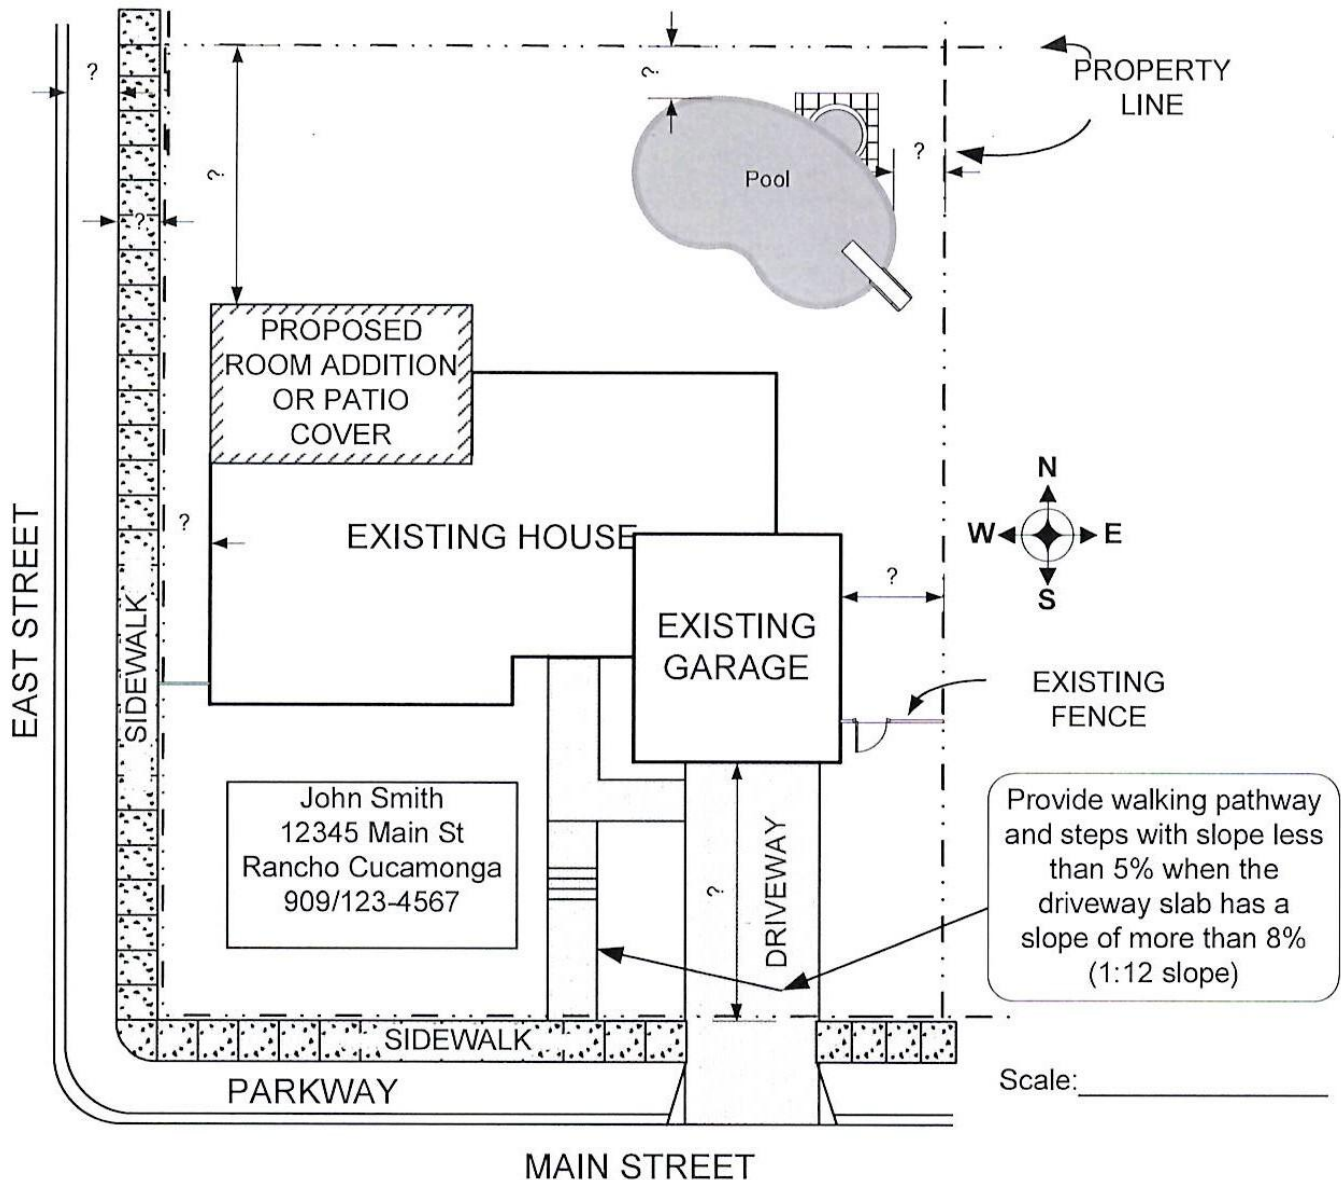 ?
?
PROPERTY
LINE
?
?
Pool
?
?
PROPOSED
ROOM ADDITION
OR PATIO
COVER
N
W
E
S
?
EXISTING HOUSE
?
EAST STREET
SIDEWALK
EXISTING
GARAGE
EXISTING
FENCE
John Smith
12345 Main St
Rancho Cucamonga
909/123-4567
?
DRIVEWAY
Provide walking pathway
and steps with slope less
than 5% when the
driveway slab has a
slope of more than 8%
(1:12 slope)
SIDEWALK
PARKWAY
Scale:
MAIN STREET